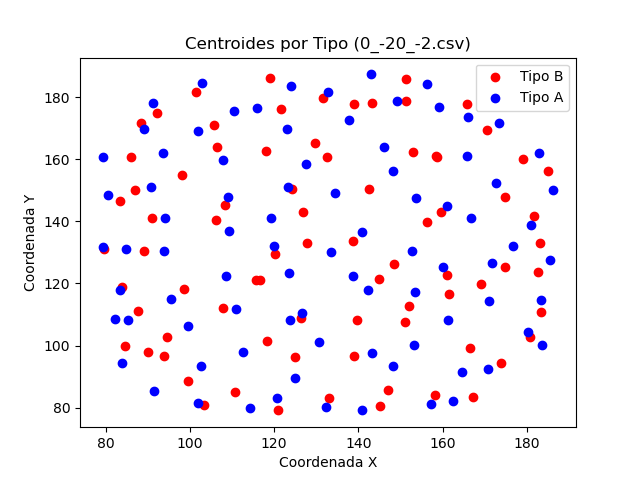 Centroides por Tipo (0_-20_-2.csv)
Tipo B
Tipo A
Coordenada Y
180
160
140
120
100
80
80 100 120 140 160 180
Coordenada X